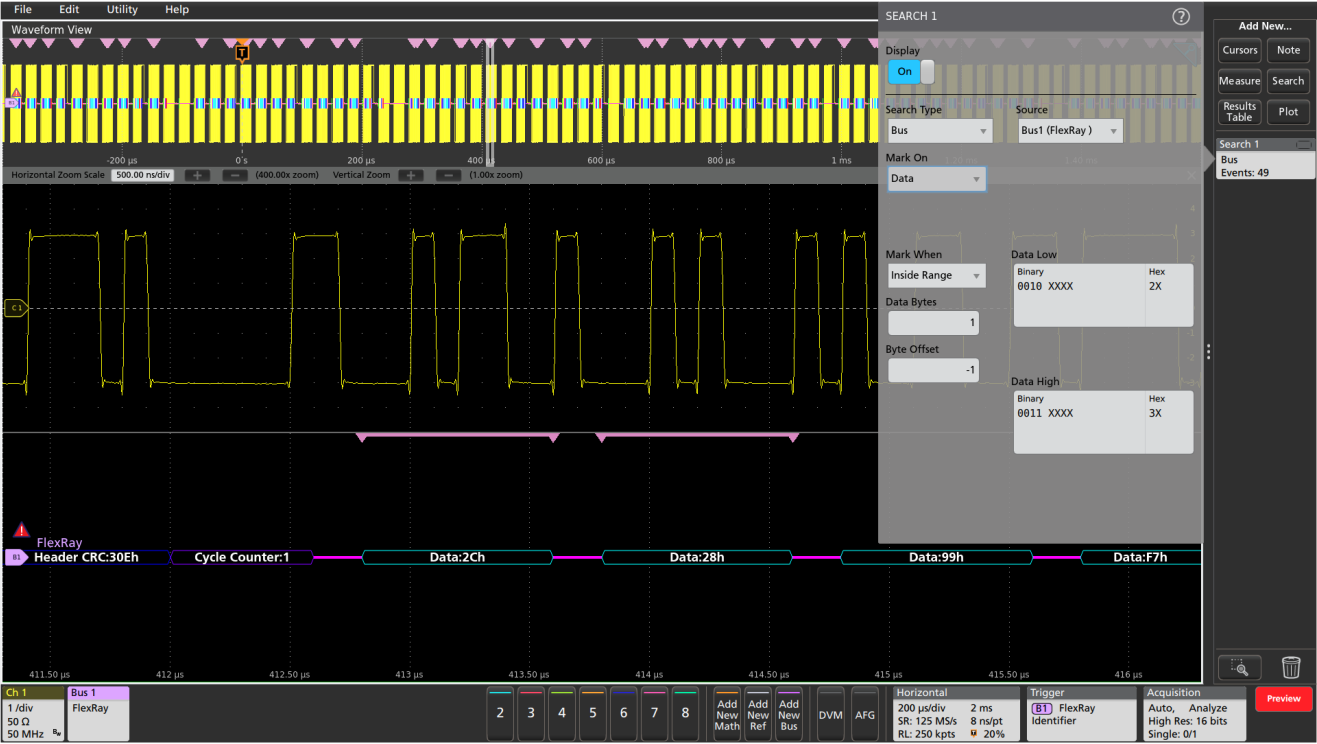 File Edit Utility Help
Waveform View
T
B1
-200 µs 0 s 200 µs 400 µs 600 µs 800 µs 1 ms
Horizontal Zoom Scale 500.00 ns/div + − (400.00x zoom) Vertical Zoom + − (1.00x zoom)
C1
FlexRay
B1 Header CRC:30Eh Cycle Counter:1 Data:2Ch Data:28h Data:99h Data:F7h
411.50 µs 412 µs 412.50 µs 413 µs 413.50 µs 414 µs 414.50 µs 415 µs 415.50 µs 416 µs
SEARCH 1 ?
Display
On
Search Type Source
Bus Bus1 (FlexRay )
Mark On
Data
Mark When Data Low
Inside Range Binary Hex
0010 XXXX 2X
Data Bytes
1
Byte Offset
-1
Data High
Binary Hex
0011 XXXX 3X
Add New...
Cursors Note
Measure Search
Results Table Plot
Search 1
Bus
Events: 49
Ch 1
1 /div
50 Ω
50 MHz Bw
Bus 1
FlexRay
2 3 4 5 6 7 8
Add New Math
Add New Ref
Add New Bus
DVM AFG
Horizontal
200 µs/div 2 ms
SR: 125 MS/s 8 ns/pt
RL: 250 kpts T 20%
Trigger
B1 FlexRay
Identifier
Acquisition
Auto, Analyze
High Res: 16 bits
Single: 0/1
Preview